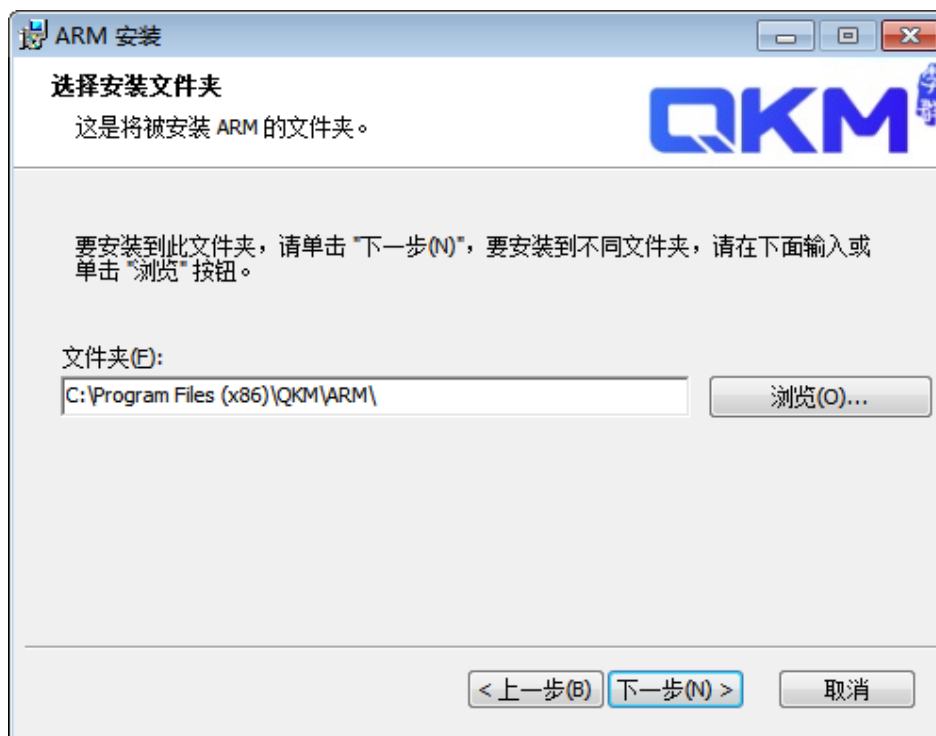 ARM 安装
选择安装文件夹
这是将被安装 ARM 的文件夹。
QKM
要安装到此文件夹，请单击 "下一步(N)"，要安装到不同文件夹，请在下面输入或
单击 "浏览" 按钮。
文件夹(F):
C:\Program Files (x86)\QKM\ARM\
浏览(O)...
< 上一步(B)
下一步(N) >
取消